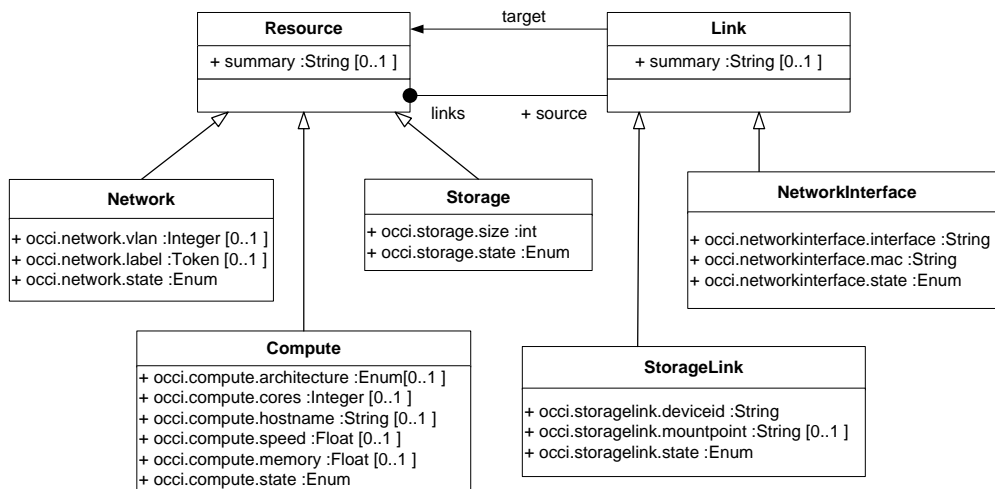 Resource
+ summary :String [0..1 ]
target
Link
+ summary :String [0..1 ]
links
+ source
Network
+ occi.network.vlan :Integer [0..1 ]
+ occi.network.label :Token [0..1 ]
+ occi.network.state :Enum
Storage
+ occi.storage.size :int
+ occi.storage.state :Enum
NetworkInterface
+ occi.networkinterface.interface :String
+ occi.networkinterface.mac :String
+ occi.networkinterface.state :Enum
Compute
+ occi.compute.architecture :Enum[0..1 ]
+ occi.compute.cores :Integer [0..1 ]
+ occi.compute.hostname :String [0..1 ]
+ occi.compute.speed :Float [0..1 ]
+ occi.compute.memory :Float [0..1 ]
+ occi.compute.state :Enum
StorageLink
+ occi.storagelink.deviceid :String
+ occi.storagelink.mountpoint :String [0..1 ]
+ occi.storagelink.state :Enum